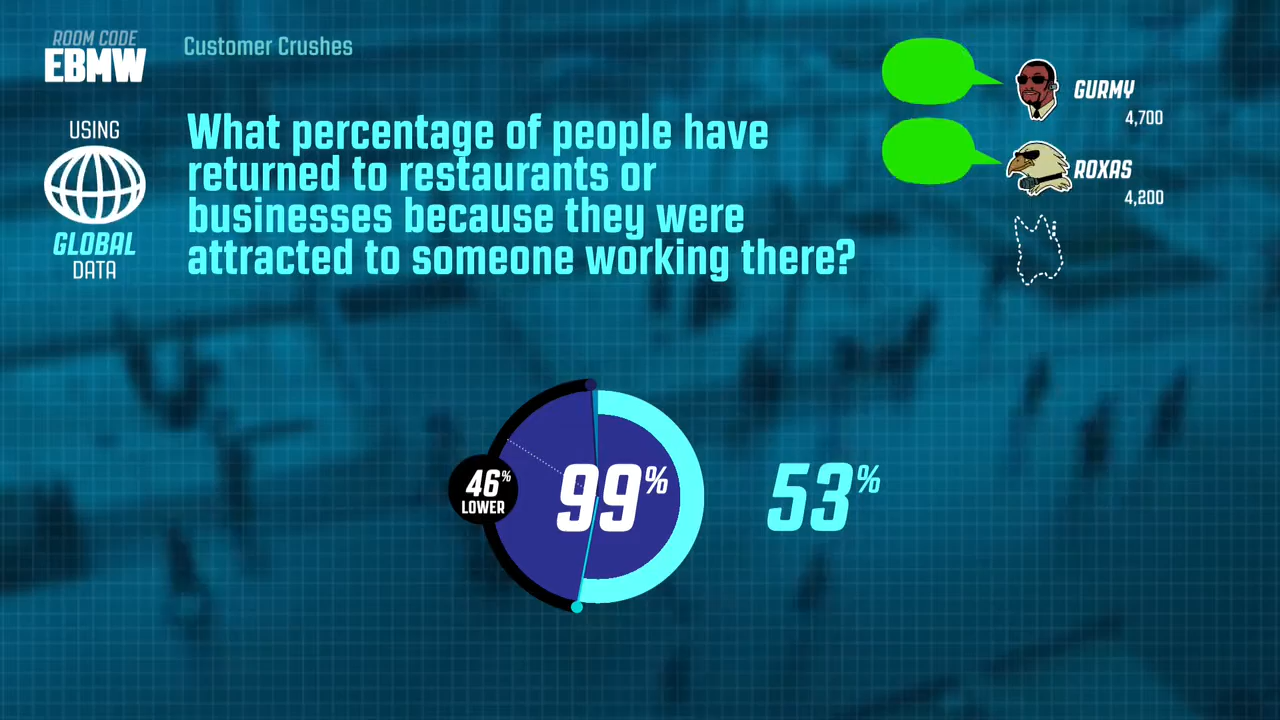 ROOM CODE
EBMW
Customer Crushes
USING
GLOBAL
DATA
What percentage of people have
returned to restaurants or
businesses because they were
attracted to someone working there?
GURMY
4,700
ROXAS
4,200
46%
LOWER
99%
53%